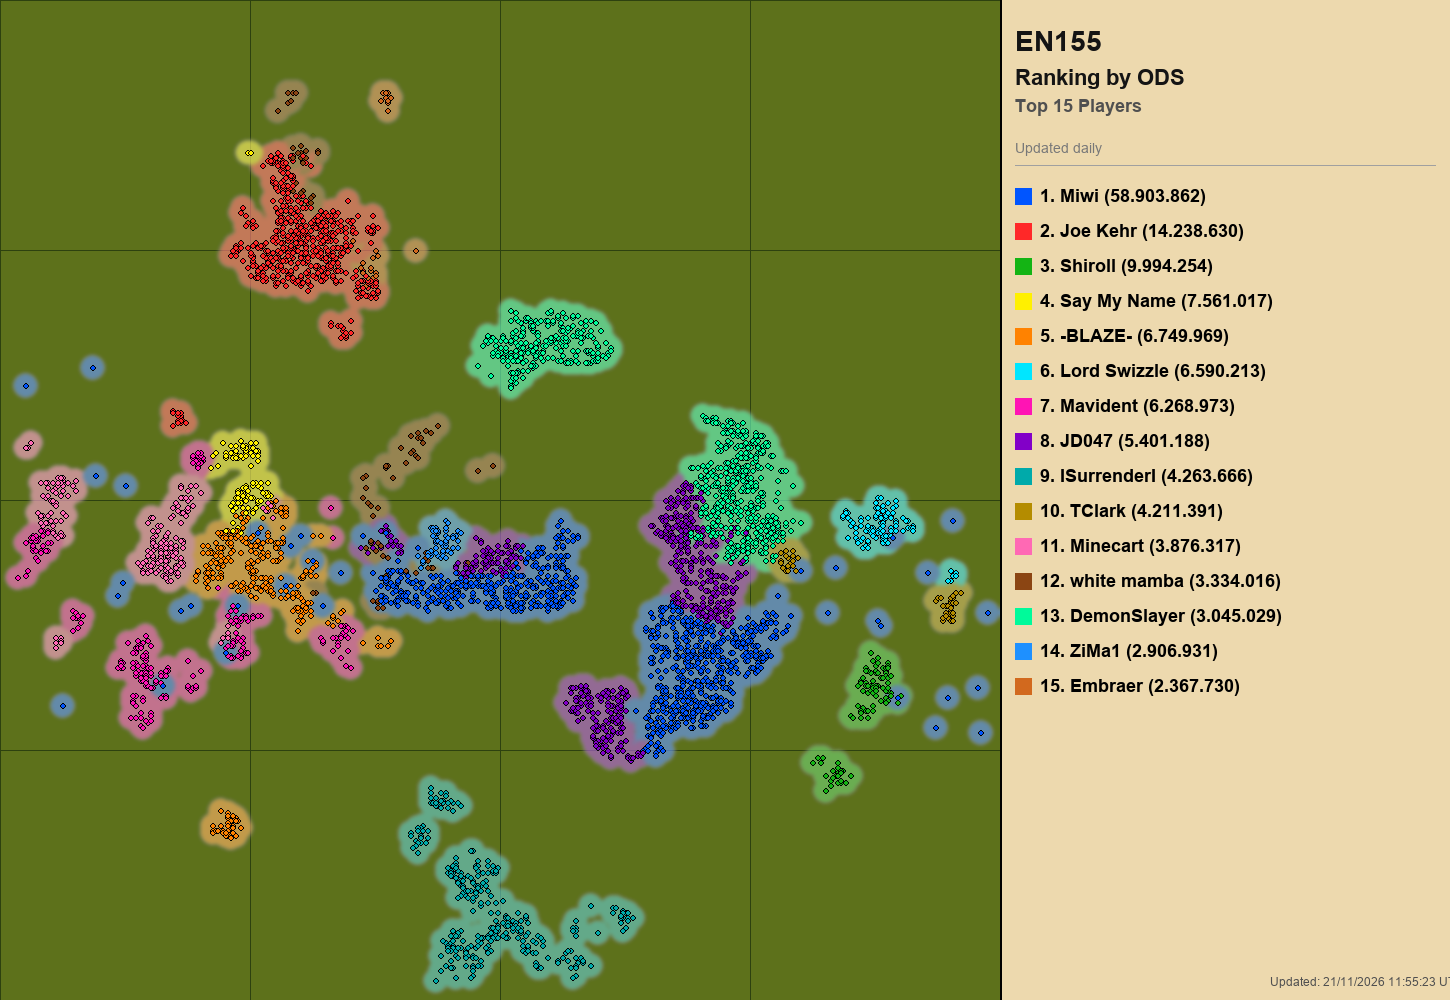 EN155
Ranking by ODS
Top 15 Players
Updated daily
1. Miwi (58.903.862)
2. Joe Kehr (14.238.630)
3. Shiroll (9.994.254)
4. Say My Name (7.561.017)
5. -BLAZE- (6.749.969)
6. Lord Swizzle (6.590.213)
7. Mavident (6.268.973)
8. JD047 (5.401.188)
9. ISurrenderI (4.263.666)
10. TClark (4.211.391)
11. Minecart (3.876.317)
12. white mamba (3.334.016)
13. DemonSlayer (3.045.029)
14. ZiMa1 (2.906.931)
15. Embraer (2.367.730)
Updated: 21/11/2026 11:55:23 U